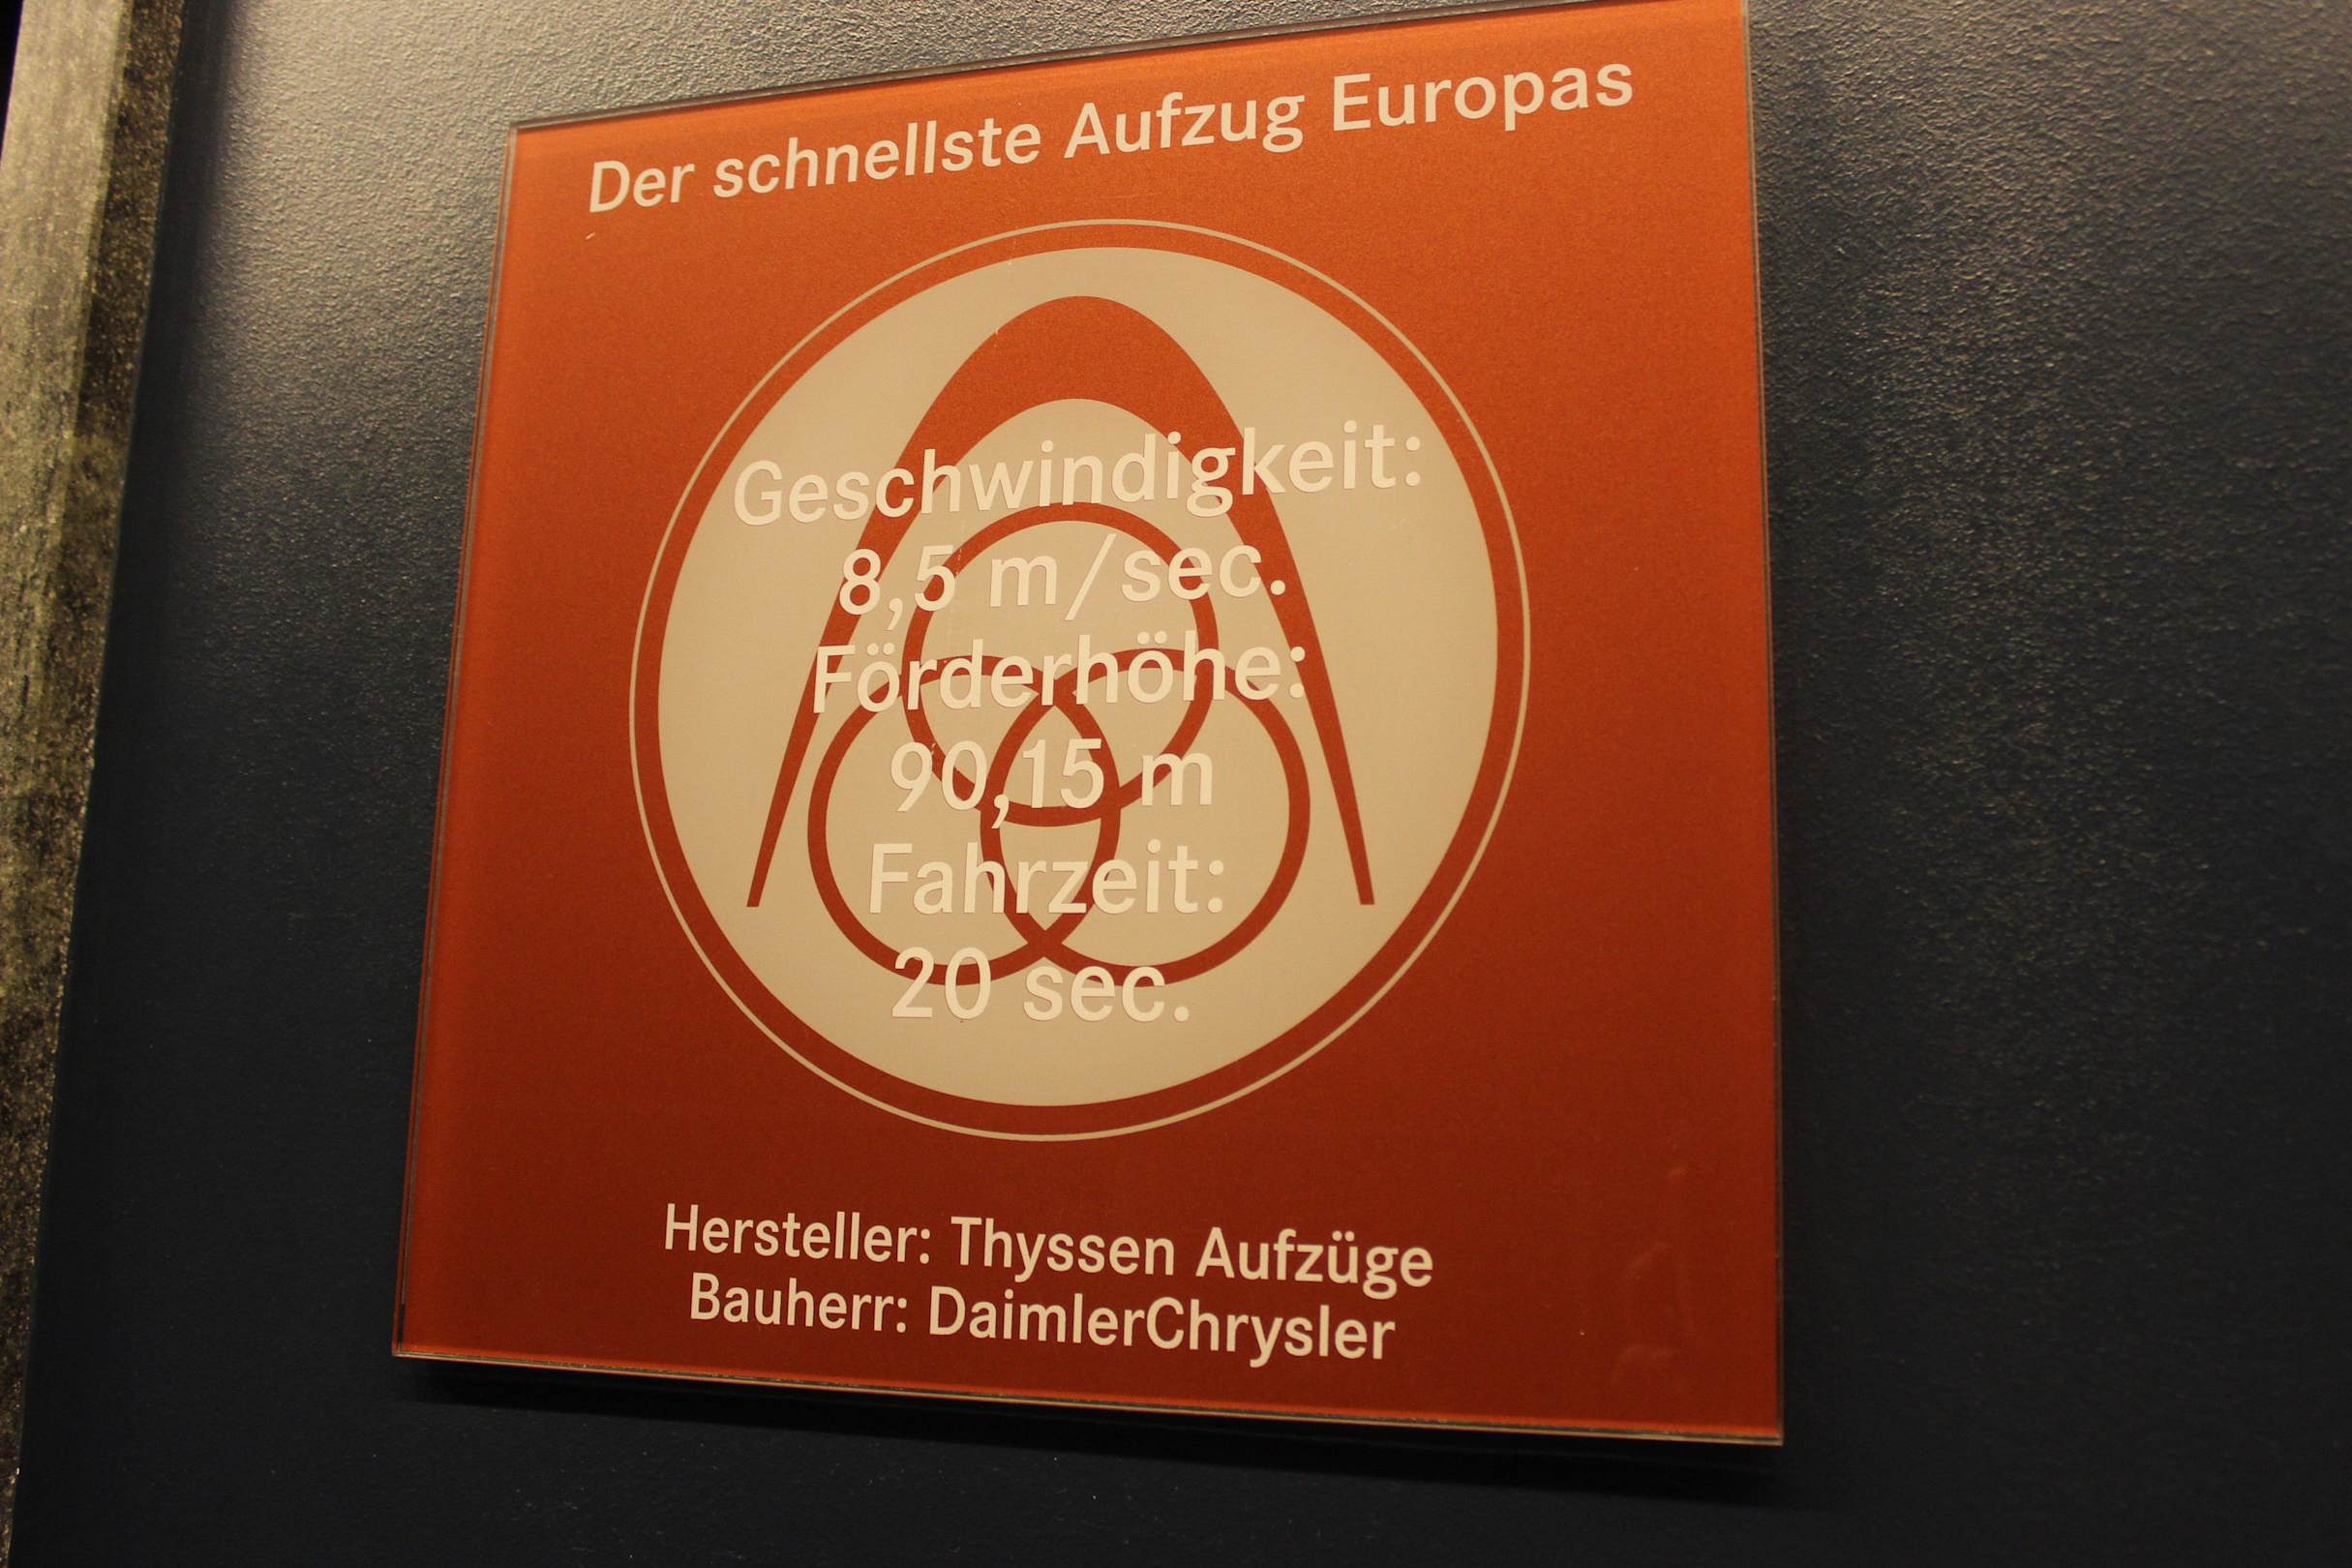 Der schnellste Aufzug Europas
Geschwindigkeit:
8,5 m/sec.
Förderhöhe:
90,15 m
Fahrzeit:
20 sec.
Hersteller: Thyssen Aufzüge
Bauherr: DaimlerChrysler